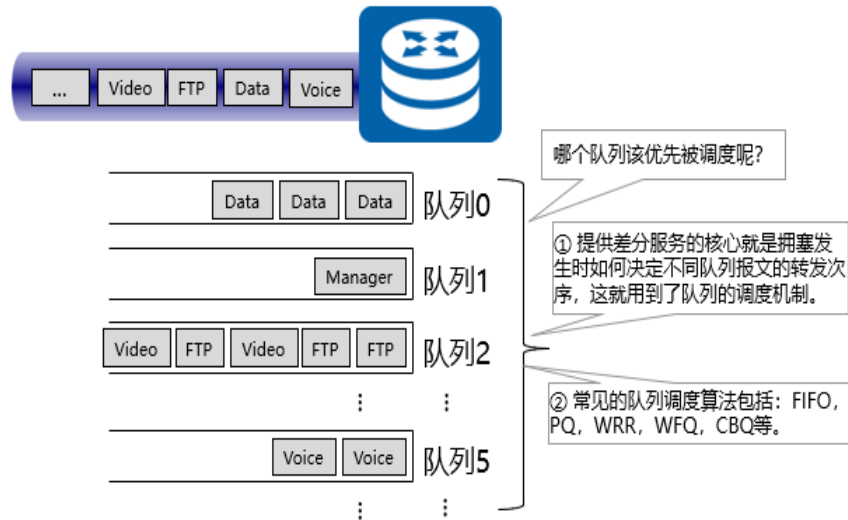 ... Video FTP Data Voice
哪个队列该优先被调度呢?
Data Data Data 队列0
① 提供差分服务的核心就是拥塞发
生时如何决定不同队列报文的转发次
序，这就用到了队列的调度机制。
Manager 队列1
Video FTP Video FTP FTP 队列2
② 常见的队列调度算法包括：FIFO，
PQ，WRR，WFQ，CBQ等。
Voice Voice 队列5